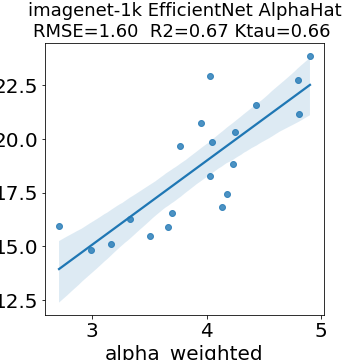 imagenet-1k EfficientNet AlphaHat
RMSE=1.60 R2=0.67 Ktau=0.66
22.5
20.0
17.5
15.0
12.5
3 4 5
alpha_weighted